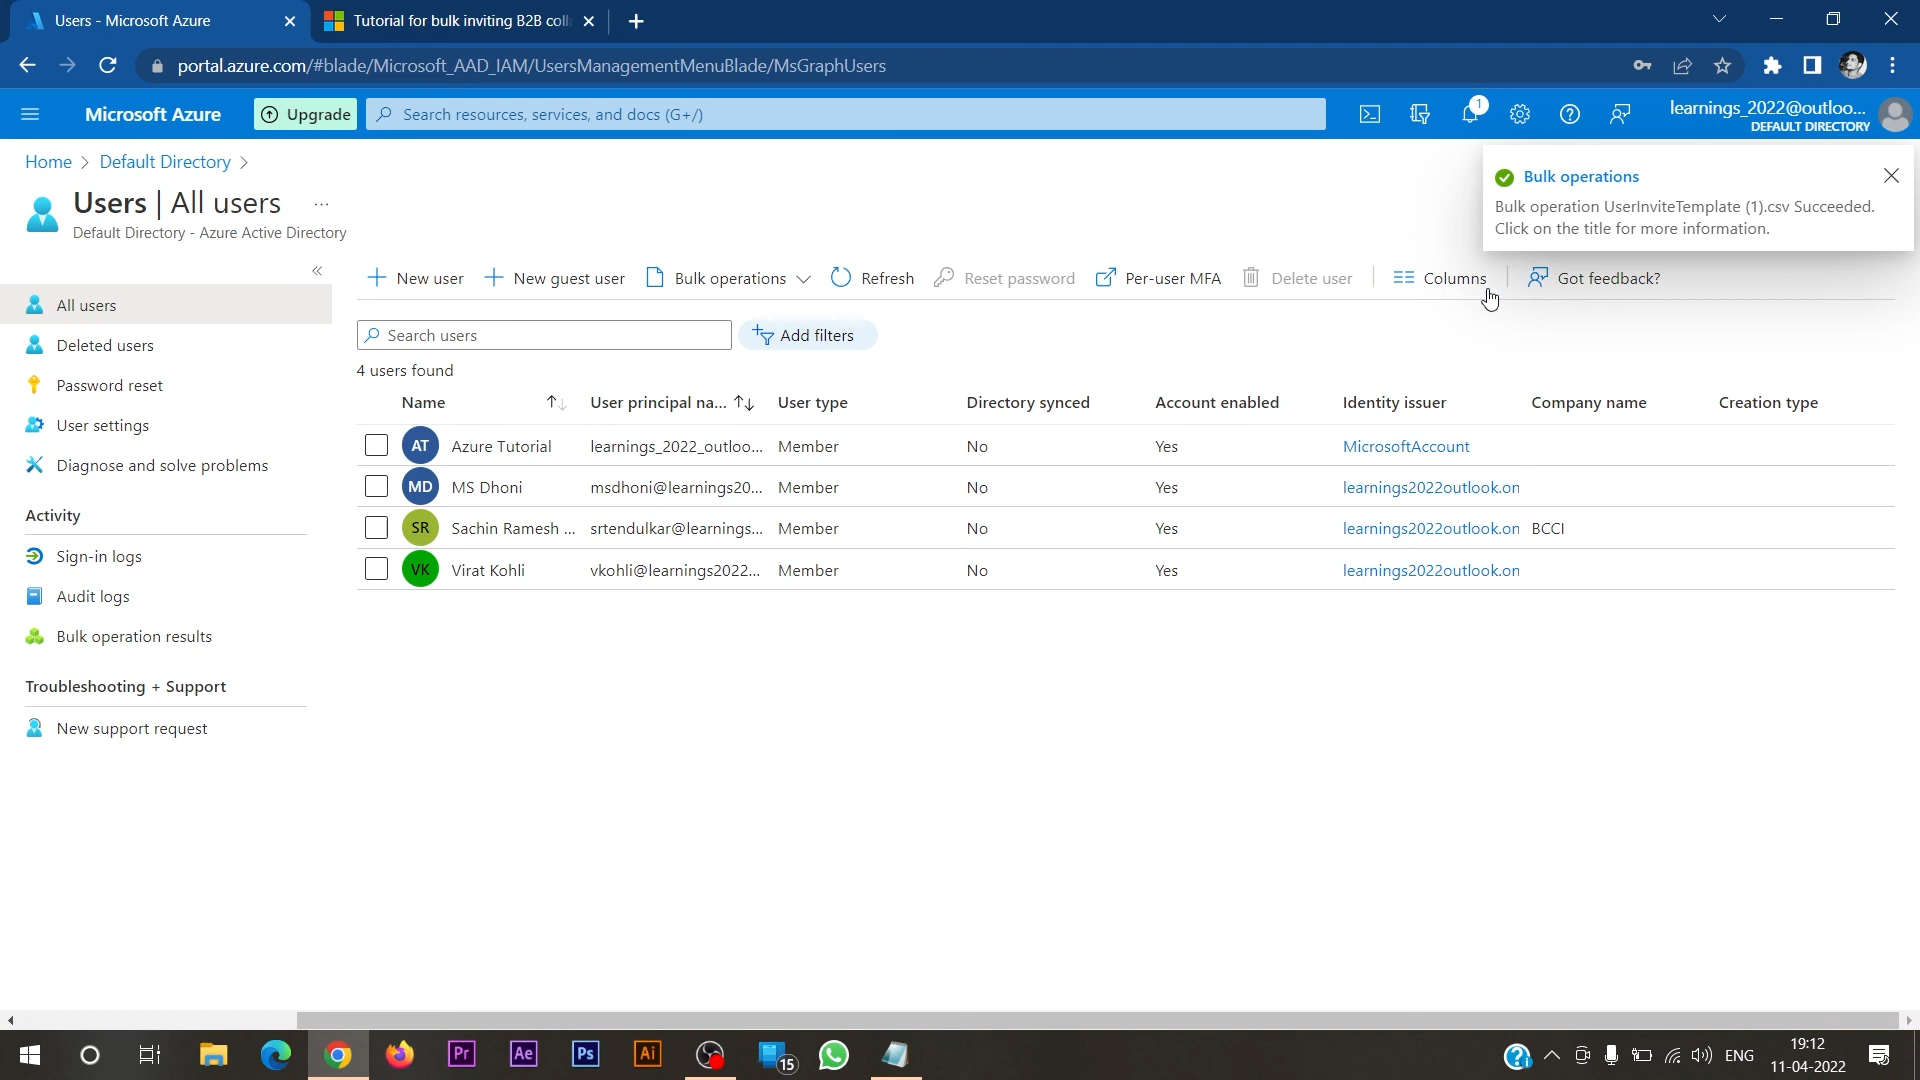 Users - Microsoft Azure
Tutorial for bulk inviting B2B coll
portal.azure.com/#blade/Microsoft_AAD_IAM/UsersManagementMenuBlade/MsGraphUsers
Microsoft Azure
Upgrade
Search resources, services, and docs (G+/)
1
learnings_2022@outloo...
DEFAULT DIRECTORY
Home > Default Directory >
Users | All users ...
Default Directory - Azure Active Directory
Bulk operations
Bulk operation UserInviteTemplate (1).csv Succeeded.
Click on the title for more information.
«
New user
New guest user
Bulk operations
Refresh
Reset password
Per-user MFA
Delete user
Columns
Got feedback?
All users
Deleted users
Password reset
User settings
Diagnose and solve problems
Activity
Sign-in logs
Audit logs
Bulk operation results
Troubleshooting + Support
New support request
Search users
Add filters
4 users found
Name User principal na... User type Directory synced Account enabled Identity issuer Company name Creation type
AT Azure Tutorial learnings_2022_outloo... Member No Yes MicrosoftAccount
MD MS Dhoni msdhoni@learnings20... Member No Yes learnings2022outlook.on
SR Sachin Ramesh ... srtendulkar@learnings... Member No Yes learnings2022outlook.on BCCI
VK Virat Kohli vkohli@learnings2022... Member No Yes learnings2022outlook.on
Pr
Ae
Ps
Ai
15
ENG
19:12
11-04-2022